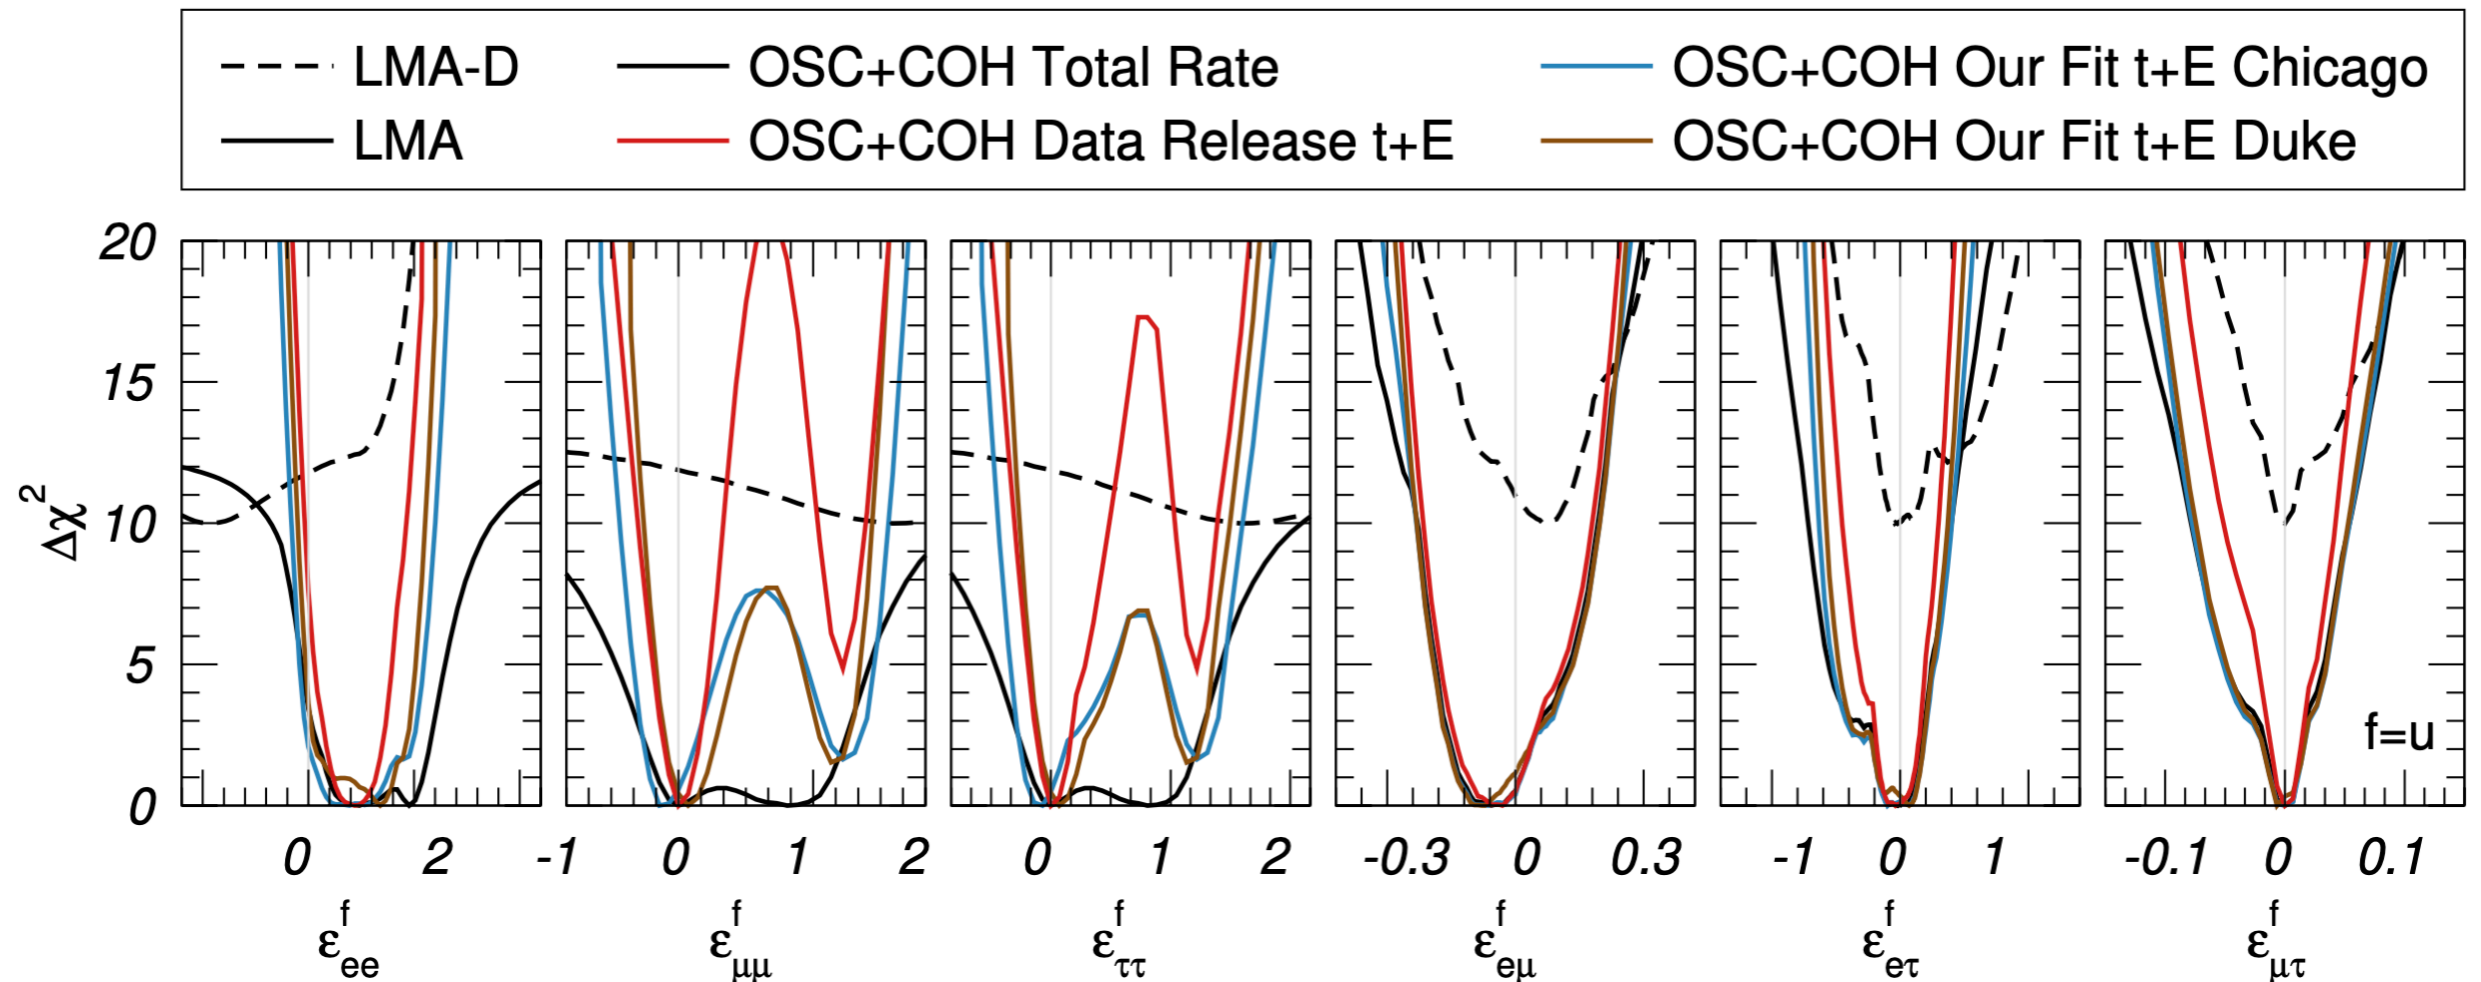 LMA-D OSC+COH Total Rate OSC+COH Our Fit t+E Chicago
LMA OSC+COH Data Release t+E OSC+COH Our Fit t+E Duke
20
15
10
5
0
Δχ²
0 2 -1 0 1 2 0 1 2 -0.3 0 0.3 -1 0 1 -0.1 0 0.1
f=u
ε^f_ee ε^f_μμ ε^f_ττ ε^f_eμ ε^f_eτ ε^f_μτ